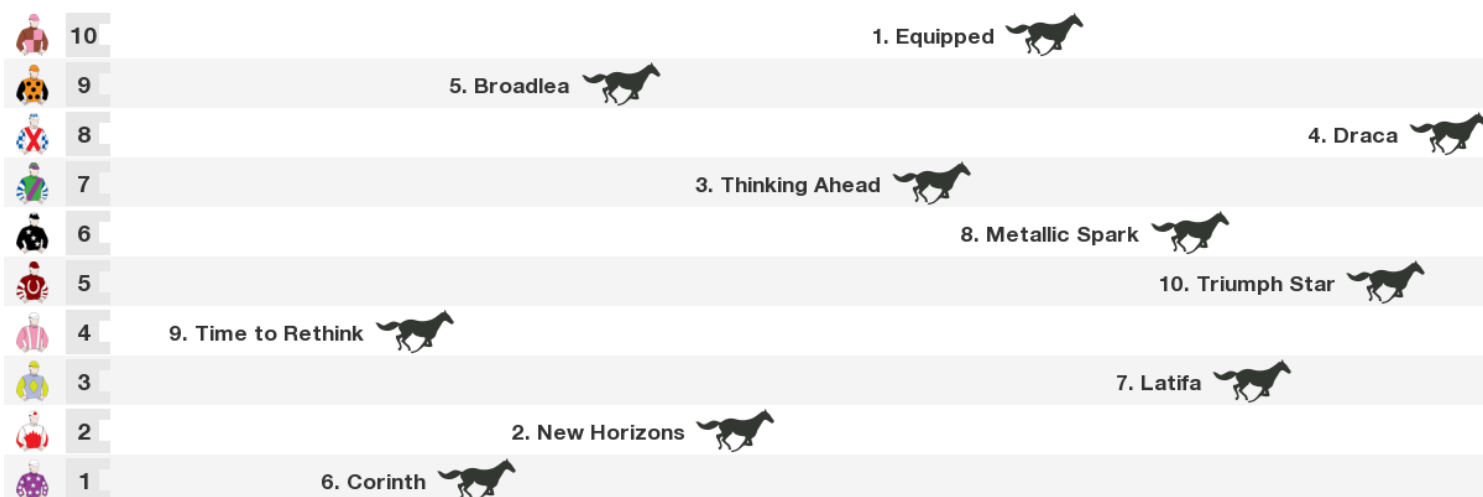 10 1. Equipped
9 5. Broadlea
8 4. Draca
7 3. Thinking Ahead
6 8. Metallic Spark
5 10. Triumph Star
4 9. Time to Rethink
3 7. Latifa
2 2. New Horizons
1 6. Corinth